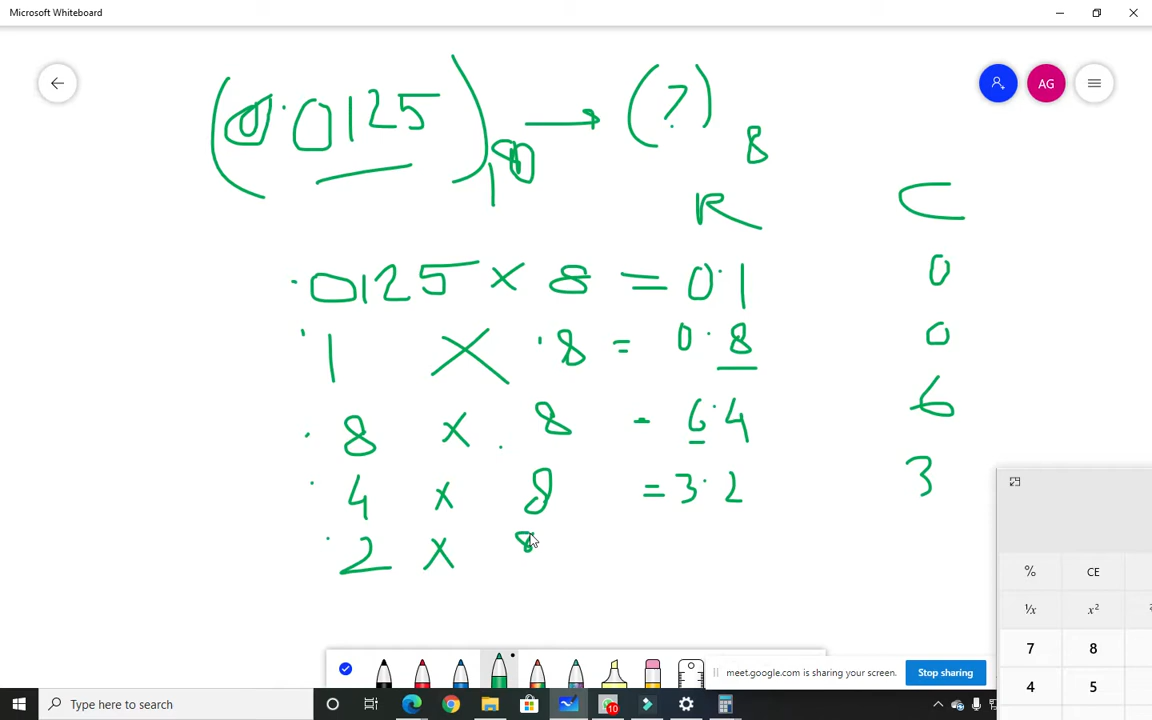 Microsoft Whiteboard
AG
(0.0125)10 → (?)8
R C
.0125 x 8 = 0.1 0
.1 x .8 = 0.8 0
.8 x . 8 - 6.4 6
.4 x 8 = 3.2 3
.2 x 8
% CE
1/x x²
7 8
4 5
meet.google.com is sharing your screen. Stop sharing
Type here to search
10